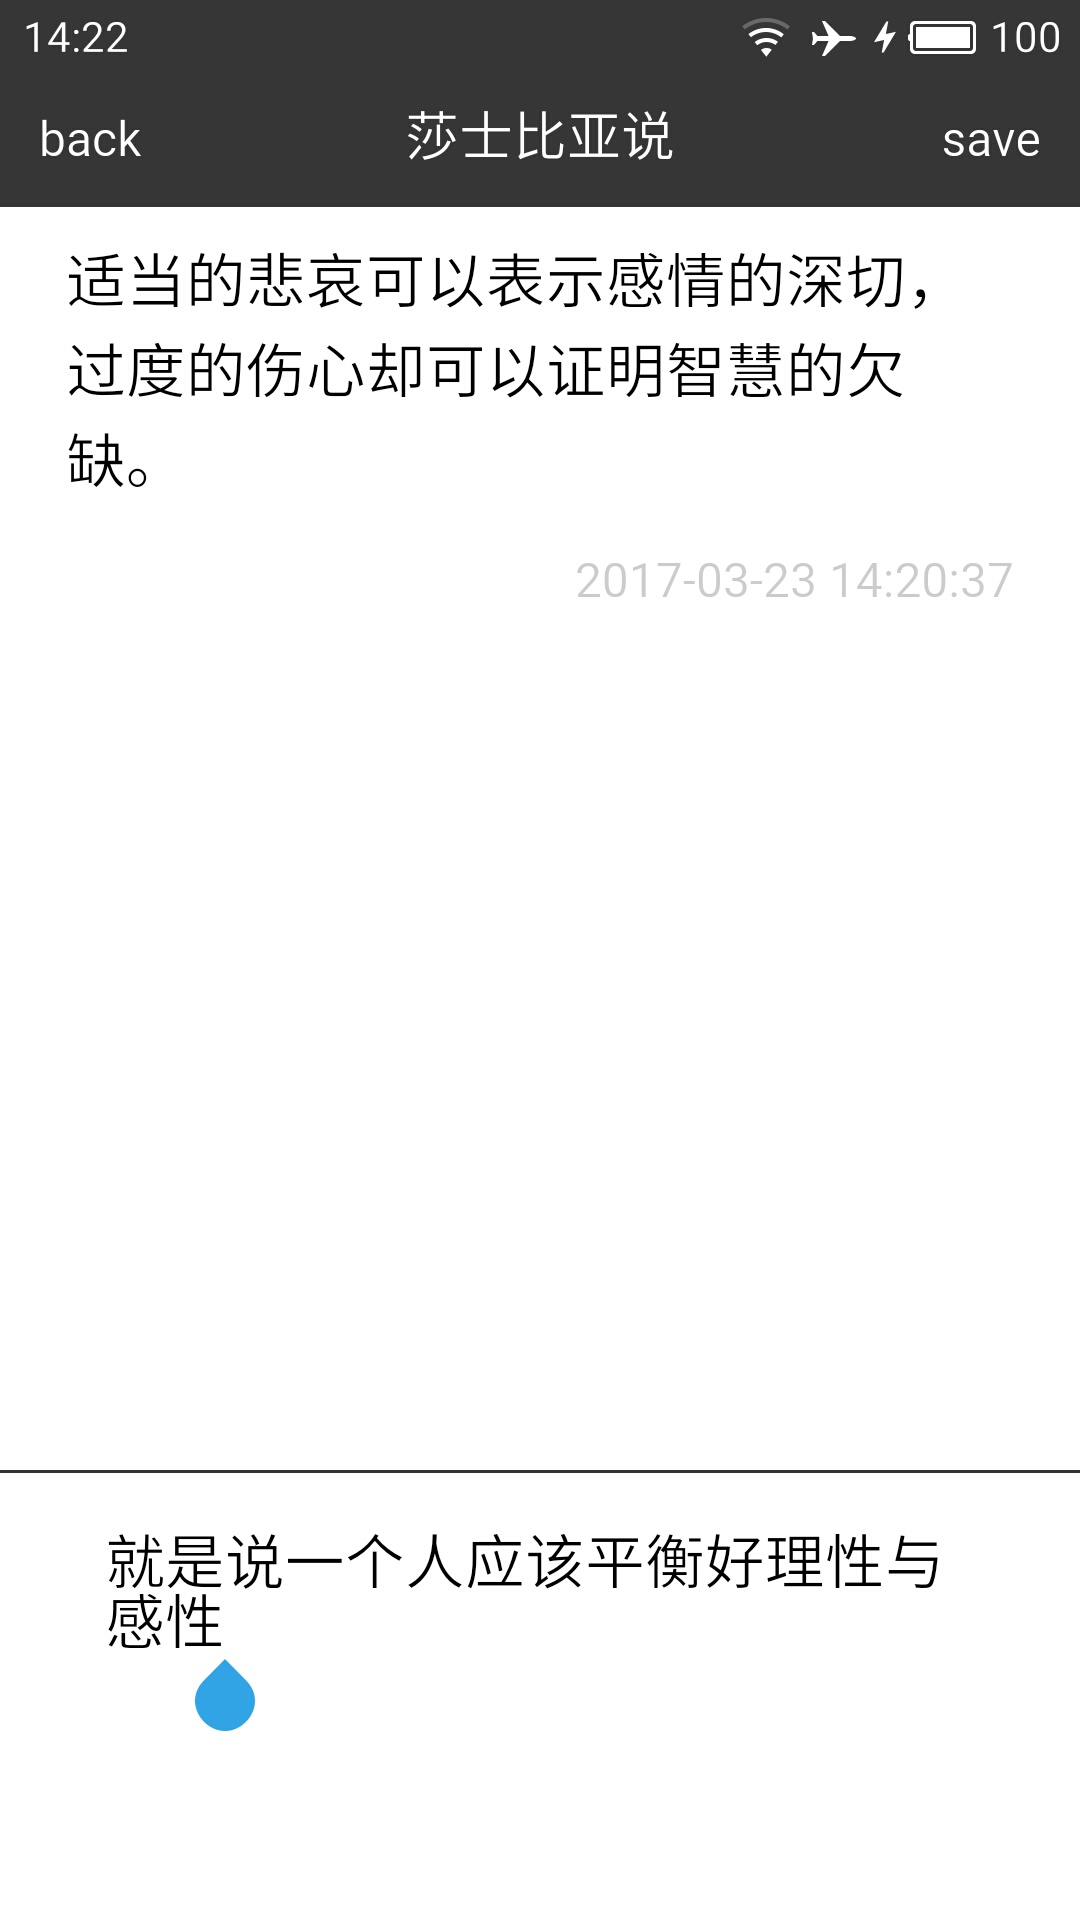 14:22 100
back 莎士比亚说 save
适当的悲哀可以表示感情的深切，
过度的伤心却可以证明智慧的欠
缺。
2017-03-23 14:20:37
就是说一个人应该平衡好理性与
感性